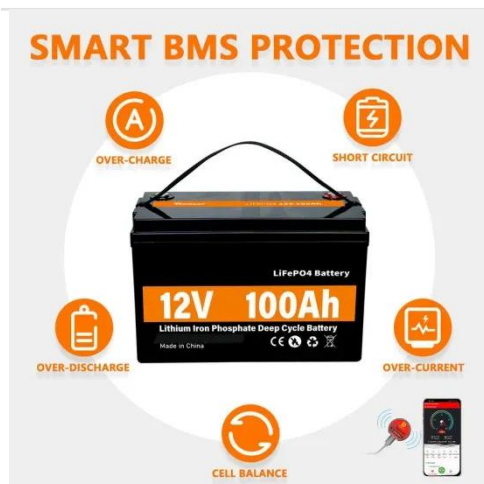 SMART BMS PROTECTION
OVER-CHARGE
SHORT CIRCUIT
LiFePO4 Battery
12V 100Ah
Lithium Iron Phosphate Deep Cycle Battery
Made in China
CE
OVER-DISCHARGE
OVER-CURRENT
CELL BALANCE